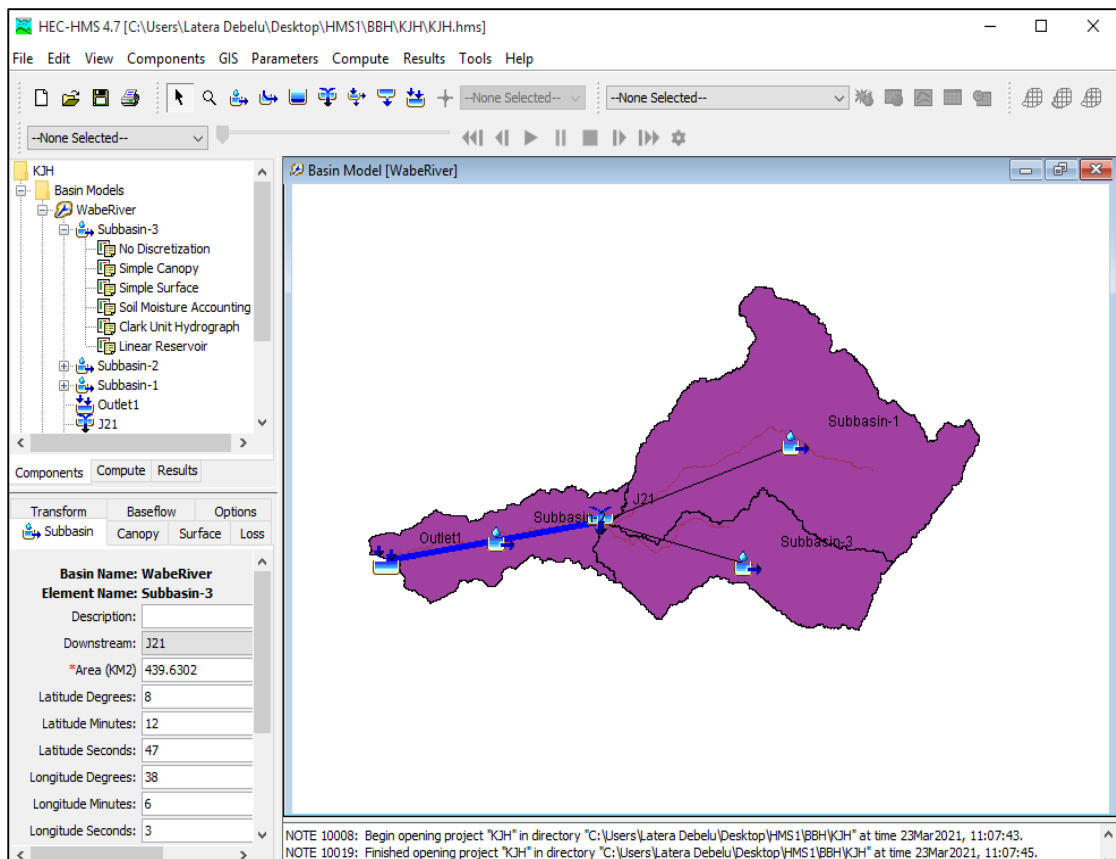 HEC-HMS 4.7 [C:\Users\Latera Debelu\Desktop\HMS1\BBH\KJH\KJH.hms]
File Edit View Components GIS Parameters Compute Results Tools Help
--None Selected-- --None Selected--
--None Selected--
KJH
Basin Models
WabeRiver
Subbasin-3
No Discretization
Simple Canopy
Simple Surface
Soil Moisture Accounting
Clark Unit Hydrograph
Linear Reservoir
Subbasin-2
Subbasin-1
Outlet1
J21
Components Compute Results
Transform Baseflow Options
Subbasin Canopy Surface Loss
Basin Name: WabeRiver
Element Name: Subbasin-3
Description:
Downstream: J21
*Area (KM2) 439.6302
Latitude Degrees: 8
Latitude Minutes: 12
Latitude Seconds: 47
Longitude Degrees: 38
Longitude Minutes: 6
Longitude Seconds: 3
Basin Model [WabeRiver]
Subbasin-1
J21
Subbasin-
Outlet1
Subbasin-3
NOTE 10008: Begin opening project "KJH" in directory "C:\Users\Latera Debelu\Desktop\HMS1\BBH\KJH" at time 23Mar2021, 11:07:43.
NOTE 10019: Finished opening project "KJH" in directory "C:\Users\Latera Debelu\Desktop\HMS1\BBH\KJH" at time 23Mar2021, 11:07:45.